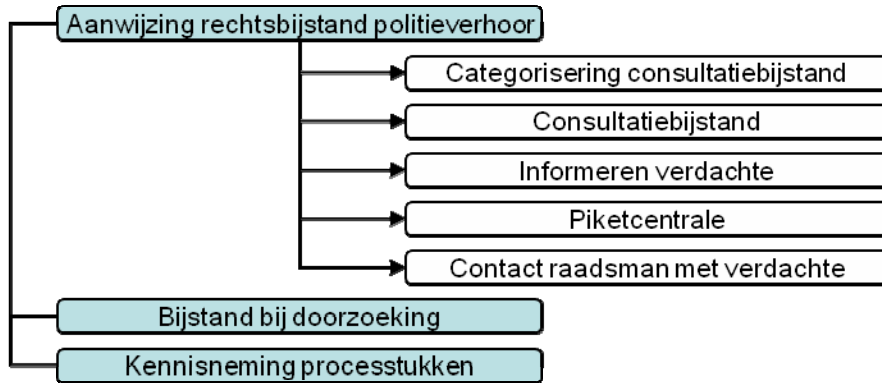 Aanwijzing rechtsbijstand politieverhoor
Categorisering consultatiebijstand
Consultatiebijstand
Informeren verdachte
Piketcentrale
Contact raadsman met verdachte
Bijstand bij doorzoeking
Kennisneming processtukken